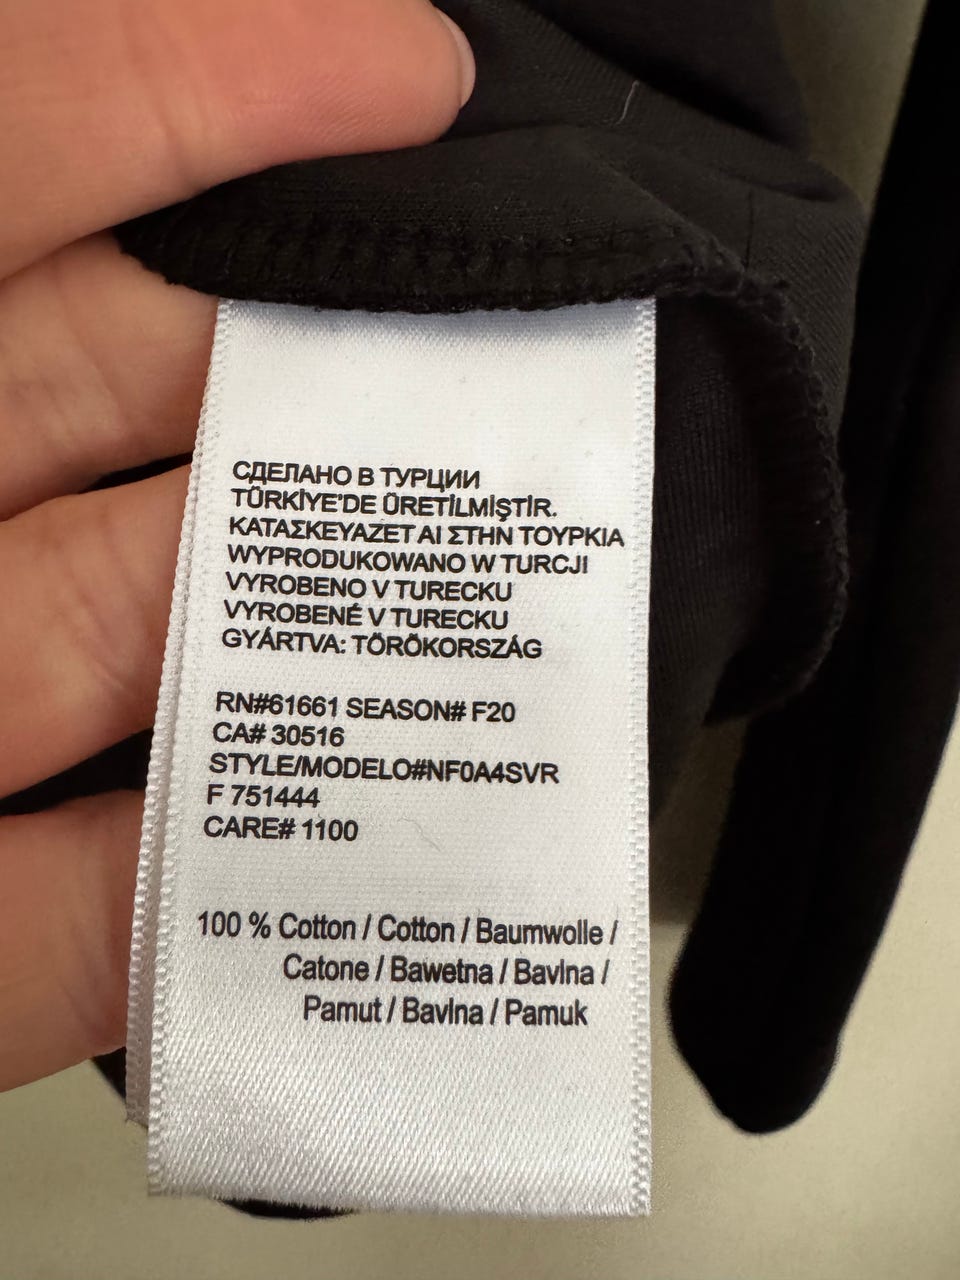 СДЕЛАНО В ТУРЦИИ
TÜRKİYE'DE ÜRETİLMİŞTİR.
ΚΑΤΑΣΚΕΥΑΖΕΤ ΑΙ ΣΤΗΝ ΤΟΥΡΚΙΑ
WYPRODUKOWANO W TURCJI
VYROBENO V TURECKU
VYROBENÉ V TURECKU
GYÁRTVA: TÖRÖKORSZÁG
RN#61661 SEASON# F20
CA# 30516
STYLE/MODELO#NF0A4SVR
F 751444
CARE# 1100
100 % Cotton / Cotton / Baumwolle /
Catone / Bawetna / Bavlna /
Pamut / Bavlna / Pamuk